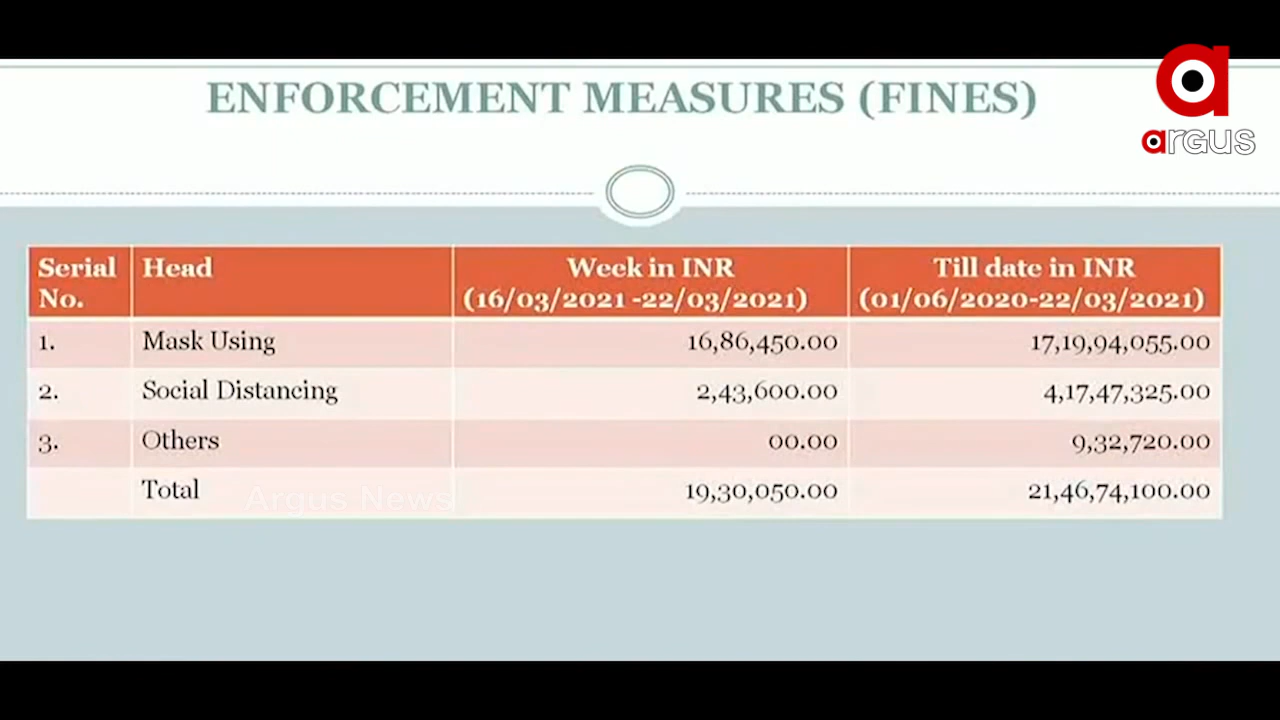 argus
ENFORCEMENT MEASURES (FINES)
Serial No. Head Week in INR (16/03/2021 -22/03/2021) Till date in INR (01/06/2020-22/03/2021)
1. Mask Using 16,86,450.00 17,19,94,055.00
2. Social Distancing 2,43,600.00 4,17,47,325.00
3. Others 00.00 9,32,720.00
Total 19,30,050.00 21,46,74,100.00
Argus News